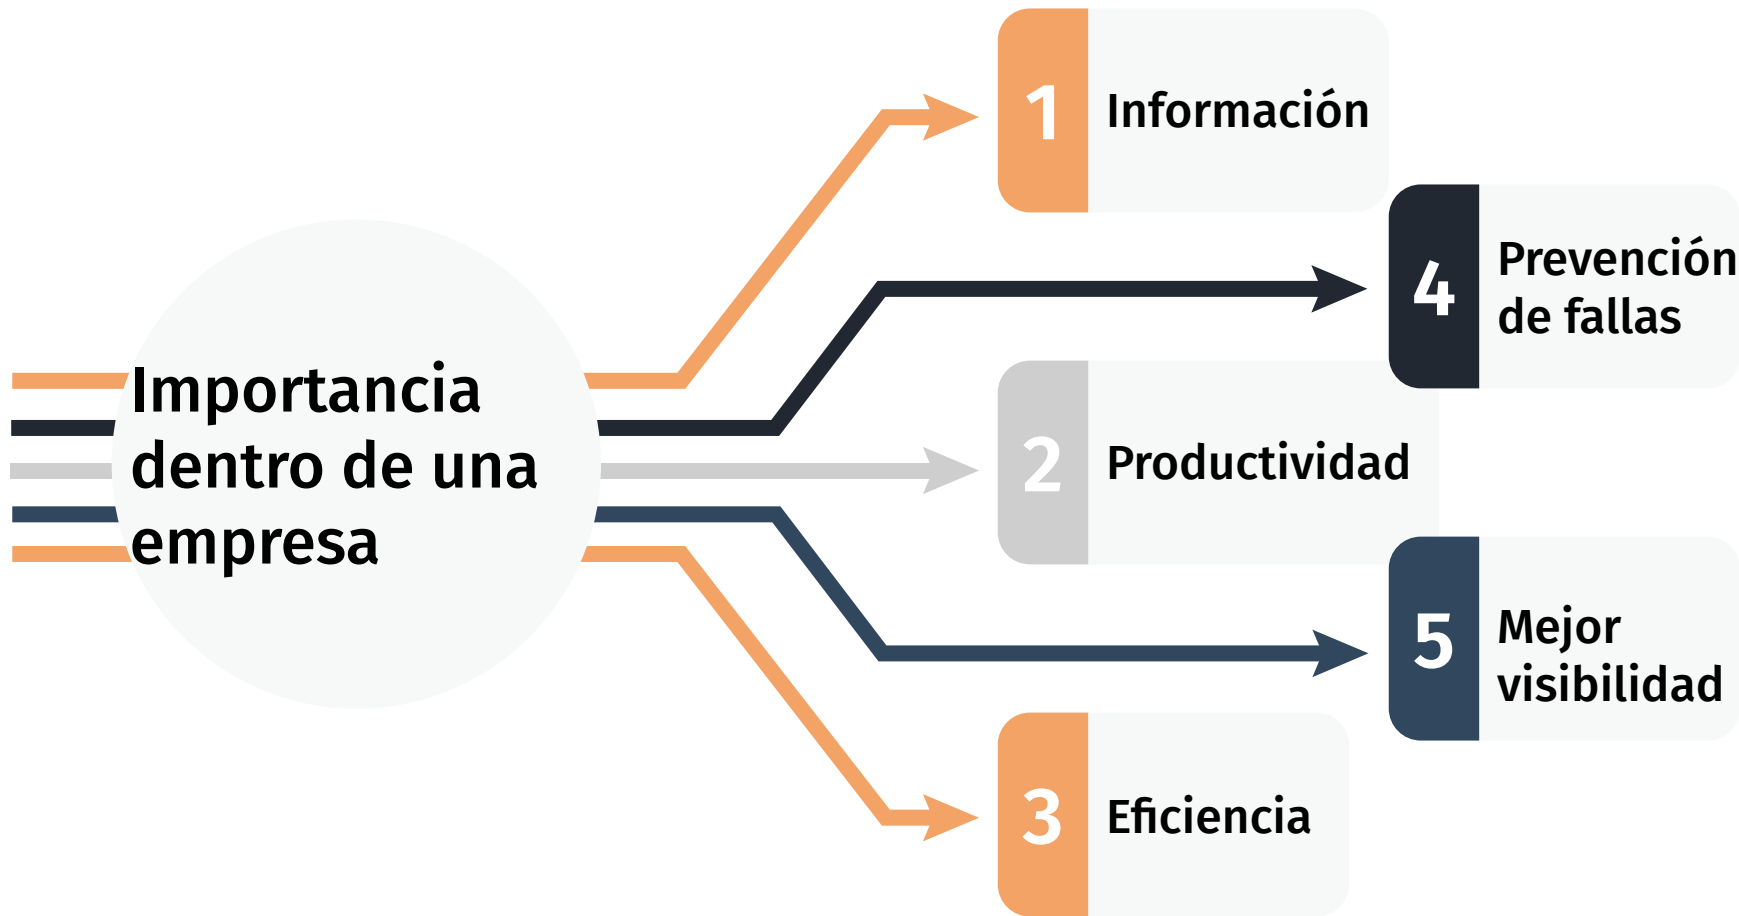 Importancia
dentro de una
empresa
1
Información
4
Prevención
de fallas
2
Productividad
5
Mejor
visibilidad
3
Eficiencia